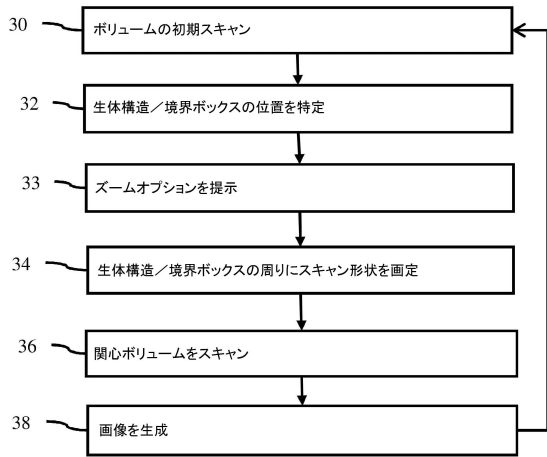 30 ボリュームの初期スキャン
32 生体構造／境界ボックスの位置を特定
33 ズームオプションを提示
34 生体構造／境界ボックスの周りにスキャン形状を画定
36 関心ボリュームをスキャン
38 画像を生成